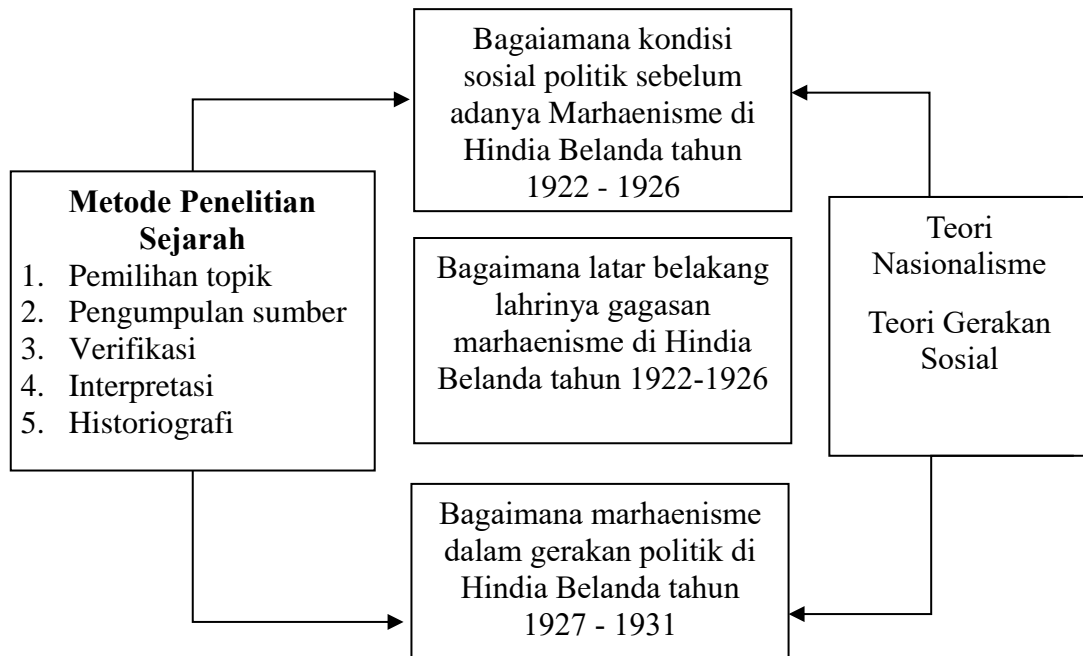 Bagaiamana kondisi
sosial politik sebelum
adanya Marhaenisme di
Hindia Belanda tahun
1922 - 1926
Metode Penelitian
Sejarah
1. Pemilihan topik
2. Pengumpulan sumber
3. Verifikasi
4. Interpretasi
5. Historiografi
Bagaimana latar belakang
lahrinya gagasan
marhaenisme di Hindia
Belanda tahun 1922-1926
Teori
Nasionalisme
Teori Gerakan
Sosial
Bagaimana marhaenisme
dalam gerakan politik di
Hindia Belanda tahun
1927 - 1931